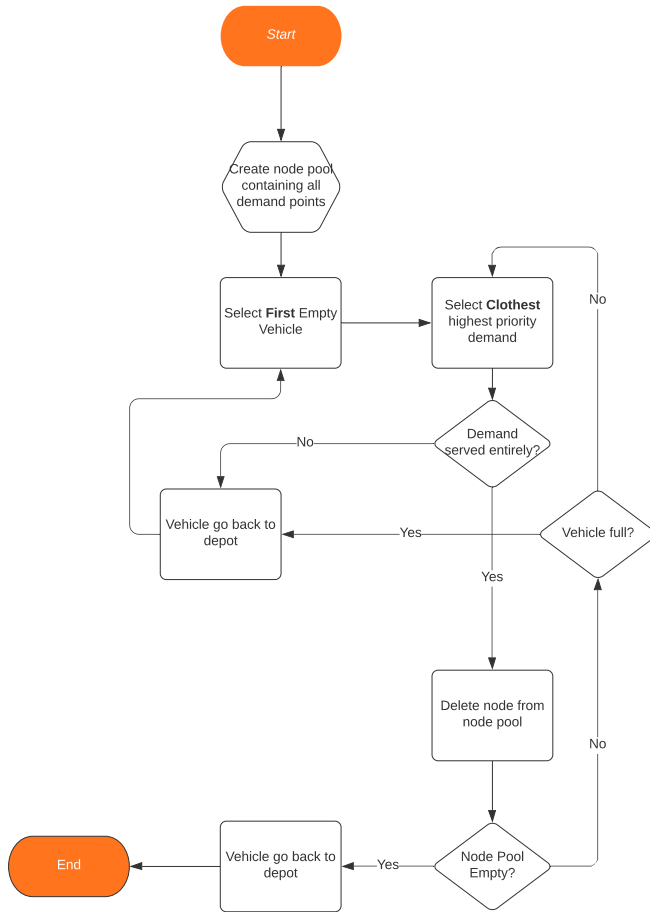 Start
Create node pool
containing all
demand points
Select First Empty
Vehicle
Select Clothest
highest priority
demand
No
Demand
served entirely?
No
Vehicle go back to
depot
Yes
Vehicle full?
Yes
Delete node from
node pool
No
Node Pool
Empty?
Yes
Vehicle go back to
depot
End